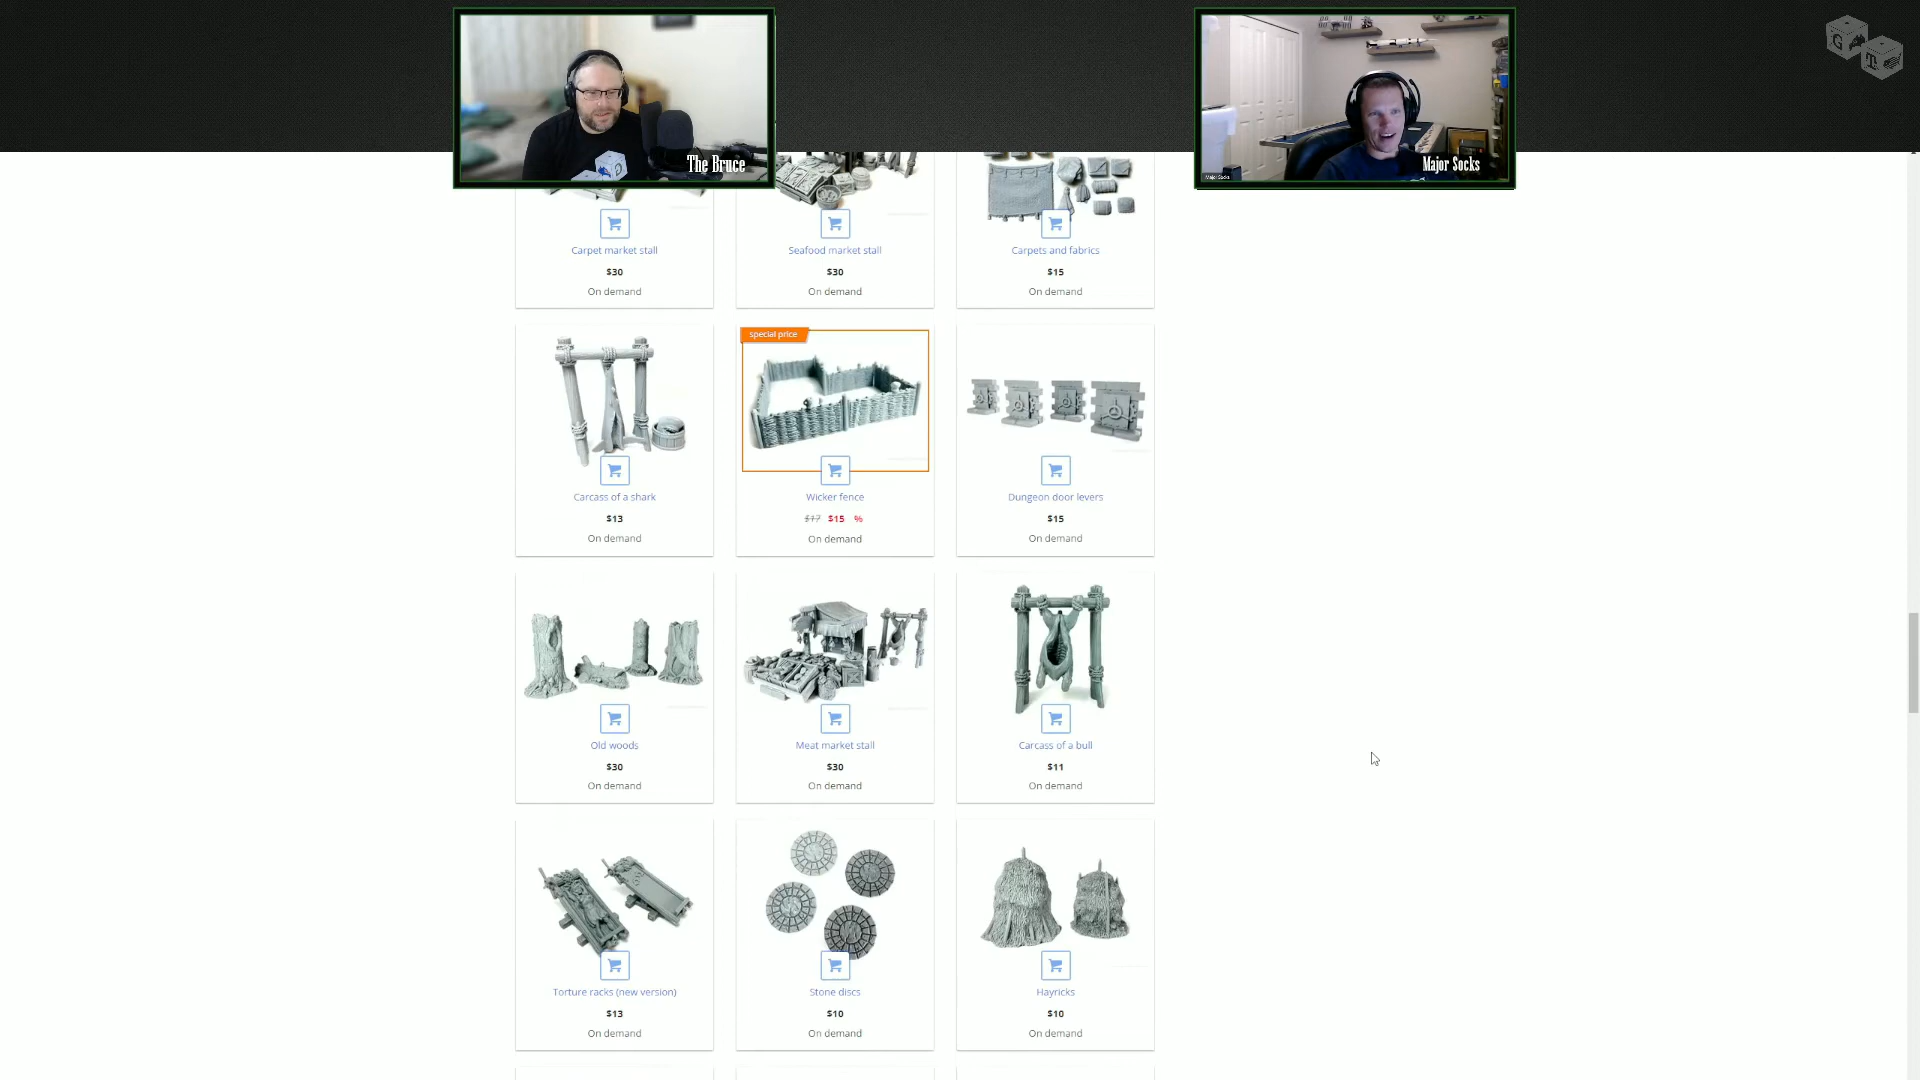 The Bruce
Major Socks
Major Socks
G
T
Carpet market stall
$30
On demand
Seafood market stall
$30
On demand
Carpets and fabrics
$15
On demand
Carcass of a shark
$13
On demand
special price
Wicker fence
$17 $15 %
On demand
Dungeon door levers
$15
On demand
Old woods
$30
On demand
Meat market stall
$30
On demand
Carcass of a bull
$11
On demand
Torture racks (new version)
$13
On demand
Stone discs
$10
On demand
Hayricks
$10
On demand